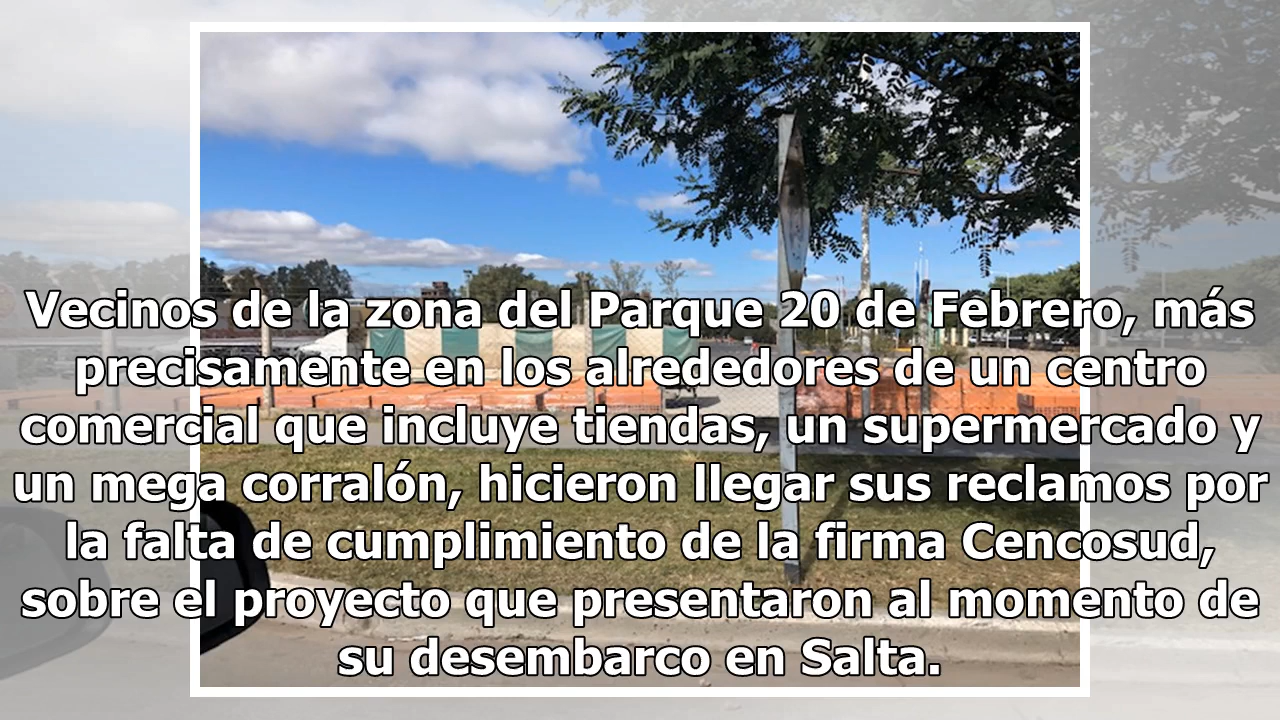 Vecinos de la zona del Parque 20 de Febrero, más
precisamente en los alrededores de un centro
comercial que incluye tiendas, un supermercado y
un mega corralón, hicieron llegar sus reclamos por
la falta de cumplimiento de la firma Cencosud,
sobre el proyecto que presentaron al momento de
su desembarco en Salta.